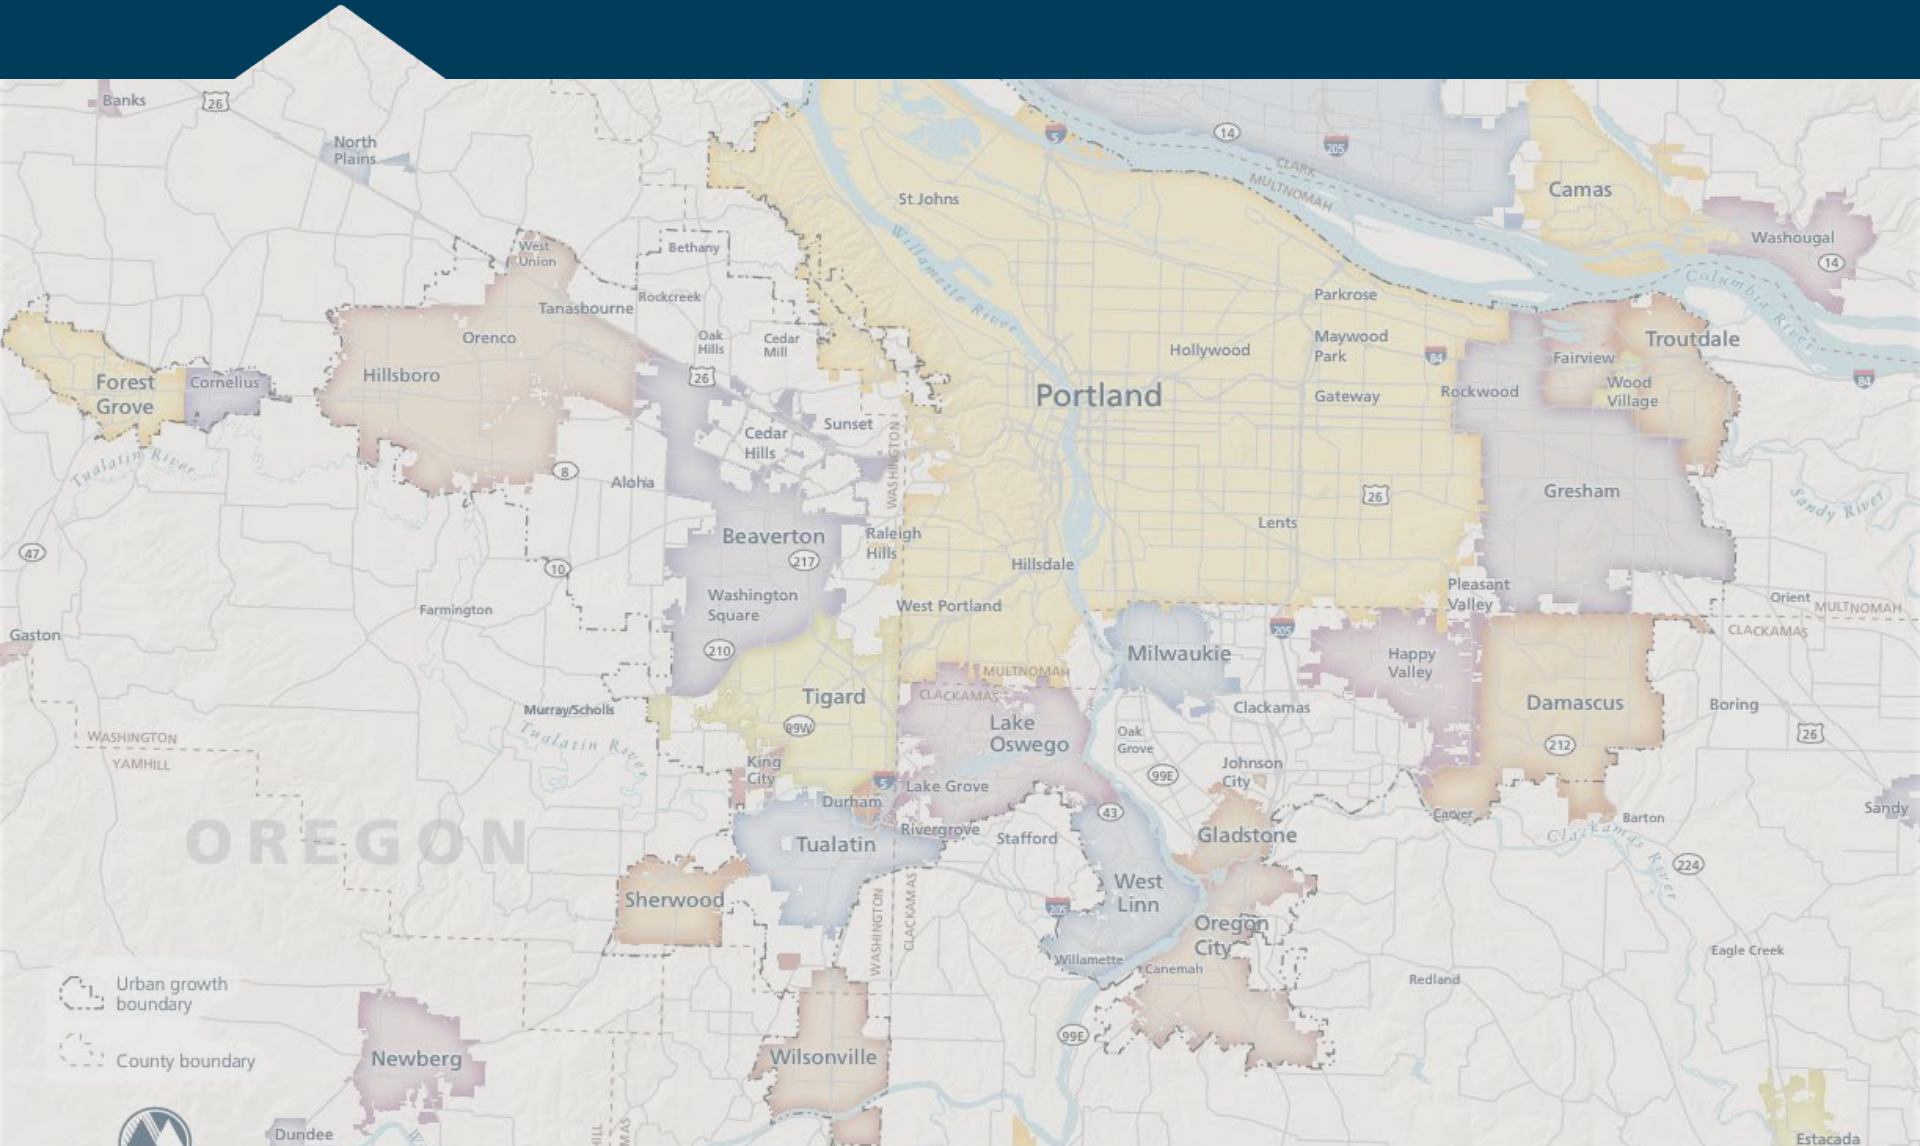 Banks
26
North
Plains
14
5
205
CLARK
MULTNOMAH
Camas
St Johns
Washougal
14
Willamette River
Columbia River
West
Union
Bethany
Rockcreek
Tanasbourne
Parkrose
Orenco
Oak
Hills
Cedar
Mill
Maywood
Park
Hollywood
84
Fairview
Troutdale
Forest
Grove
Cornelius
Hillsboro
26
Portland
Gateway
Rockwood
Wood
Village
84
Cedar
Hills
Sunset
WASHINGTON
Tualatin River
8
Aloha
26
Gresham
Sandy River
Lents
Beaverton
217
Raleigh
Hills
47
10
Hillsdale
Washington
Square
Farmington
West Portland
Pleasant
Valley
Orient
MULTNOMAH
CLACKAMAS
Gaston
210
205
Milwaukie
Happy
Valley
MULTNOMAH
CLACKAMAS
Tigard
99W
Murray/Scholls
Tualatin River
Lake
Oswego
Clackamas
Damascus
212
Boring
26
WASHINGTON
YAMHILL
Oak
Grove
King
City
5
Lake Grove
99E
Johnson
City
Durham
43
Carver
Barton
Sandy
Clackamas River
OREGON
Rivergrove
Stafford
Tualatin
Gladstone
224
Sherwood
West
Linn
205
WASHINGTON
CLACKAMAS
Oregon
City
Willamette
Canemah
Redland
Eagle Creek
Urban growth
boundary
99E
County boundary
Newberg
Wilsonville
Dundee
W
HILL
MAS
Estacada